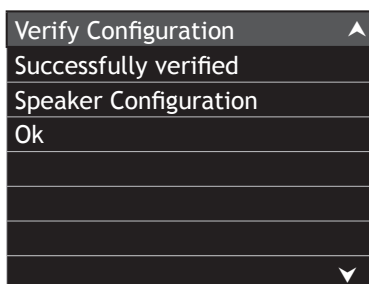 Verify Configuration
Successfully verified
Speaker Configuration
Ok